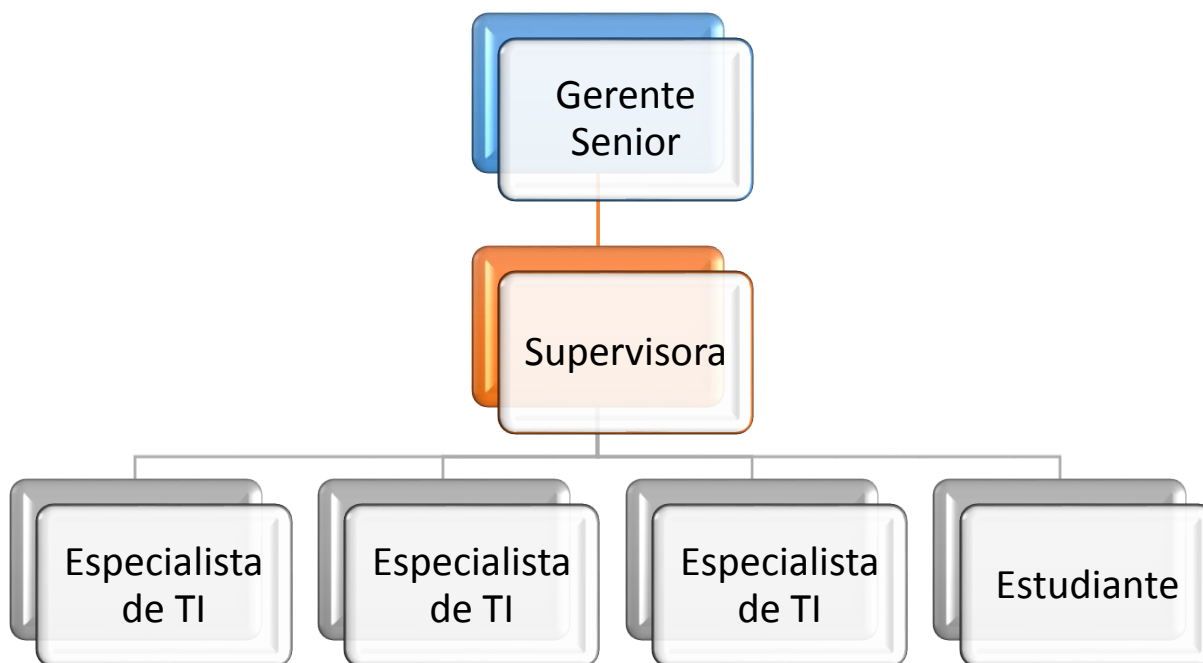 Gerente
Senior
Supervisora
Especialista
de TI
Especialista
de TI
Especialista
de TI
Estudiante